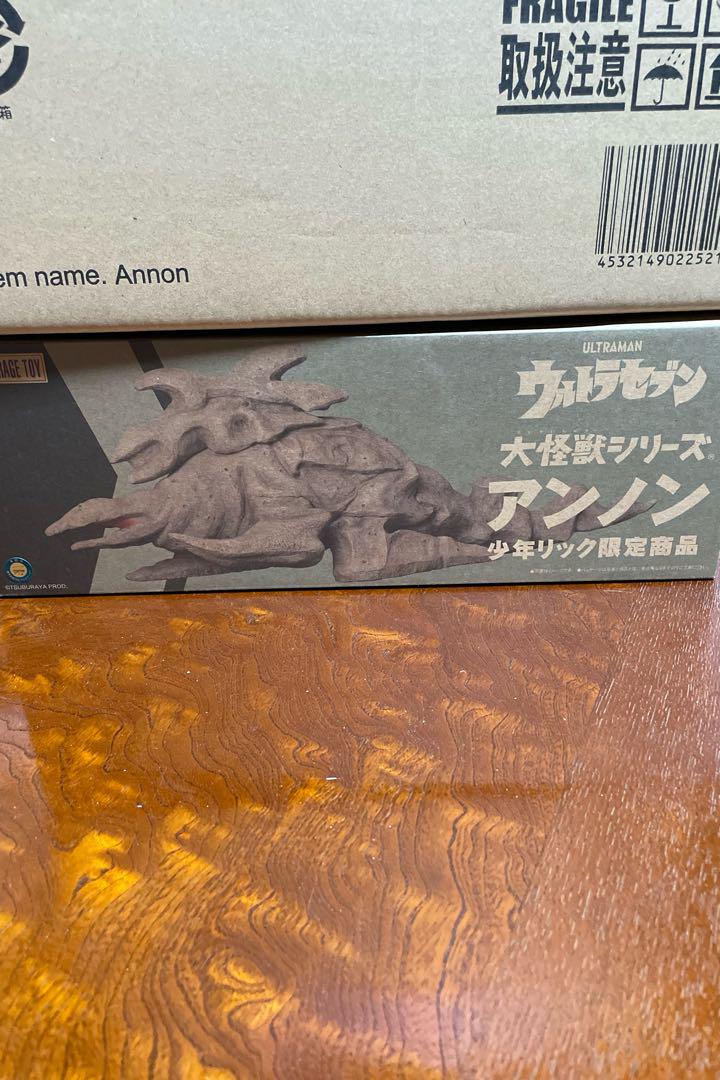 FRAGILE
取扱注意
箱
4532149022521
em name. Annon
RAGE TOY
ULTRAMAN
ウルトラセブン
大怪獣シリーズ®
アンノン
少年リック限定商品
©TSUBURAYA PROD.